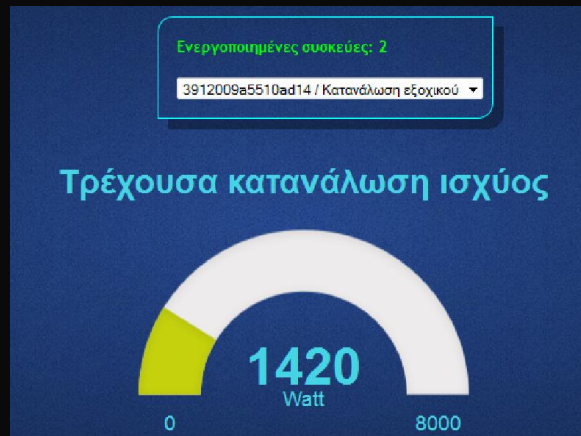 Ενεργοποιημένες συσκευές: 2
3912009a5510ad14 / Κατανάλωση εξοχικού
Τρέχουσα κατανάλωση ισχύος
1420
Watt
0 8000